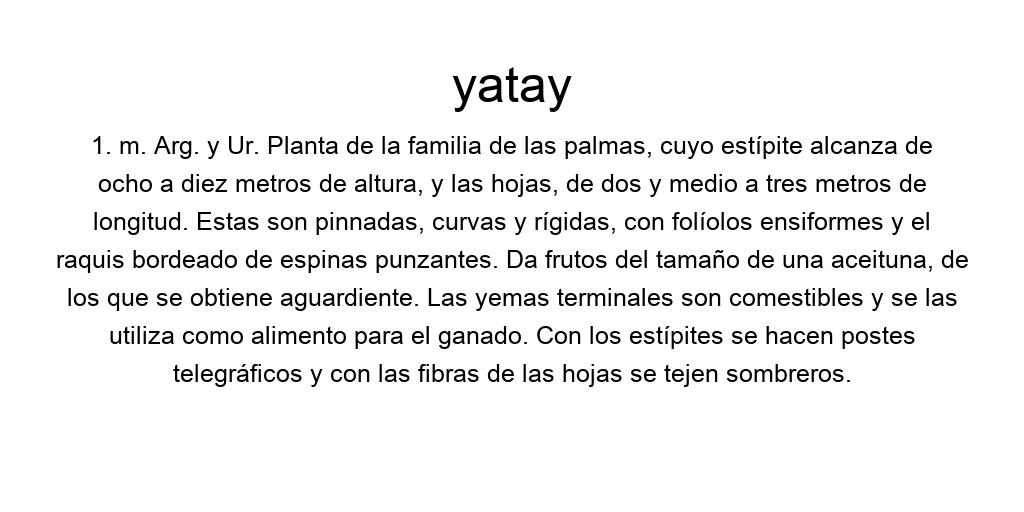 yatay
1. m. Arg. y Ur. Planta de la familia de las palmas, cuyo estípite alcanza de
ocho a diez metros de altura, y las hojas, de dos y medio a tres metros de
longitud. Estas son pinnadas, curvas y rígidas, con folíolos ensiformes y el
raquis bordeado de espinas punzantes. Da frutos del tamaño de una aceituna, de
los que se obtiene aguardiente. Las yemas terminales son comestibles y se las
utiliza como alimento para el ganado. Con los estípites se hacen postes
telegráficos y con las fibras de las hojas se tejen sombreros.